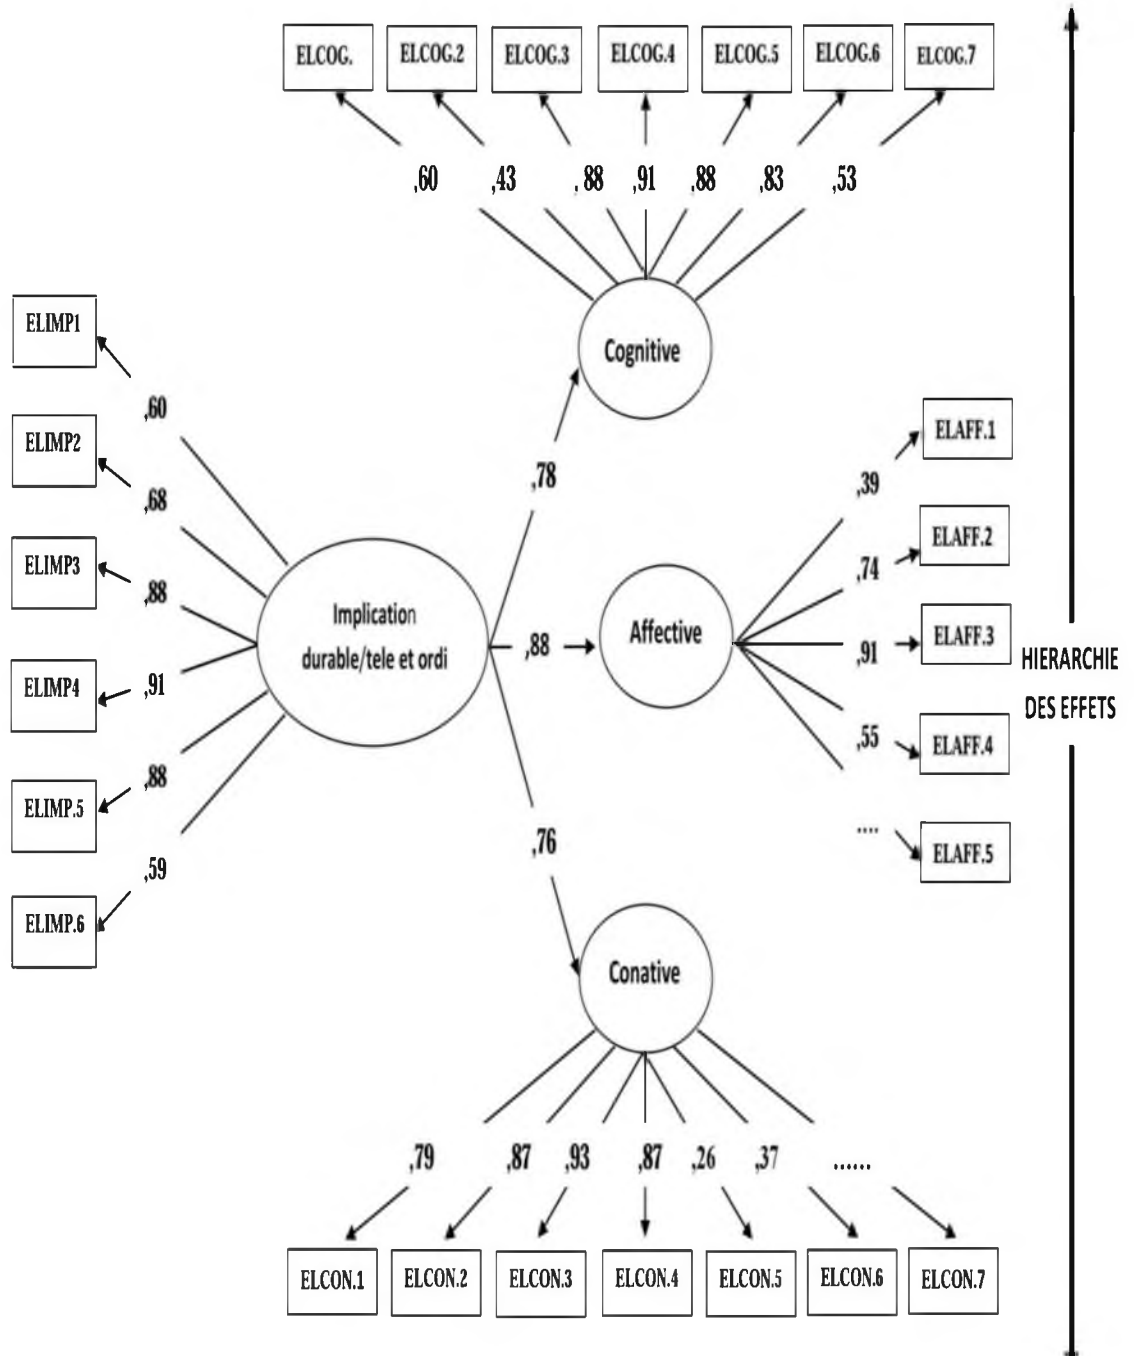 ELCOG.
ELCOG.2
ELCOG.3
ELCOG.4
ELCOG.5
ELCOG.6
ELCOG.7
,60
,43
,88
,91
,88
,83
,53
Cognitive
ELIMP1
ELIMP2
ELIMP3
ELIMP4
ELIMP.5
ELIMP.6
,60
,68
,88
,91
,88
,59
Implication
durable/tele et ordi
,78
,88
,76
Affective
,39
,74
,91
,55
....
ELAFF.1
ELAFF.2
ELAFF.3
ELAFF.4
ELAFF.5
HIERARCHIE
DES EFFETS
Conative
,79
,87
,93
,87
,26
,37
......
ELCON.1
ELCON.2
ELCON.3
ELCON.4
ELCON.5
ELCON.6
ELCON.7